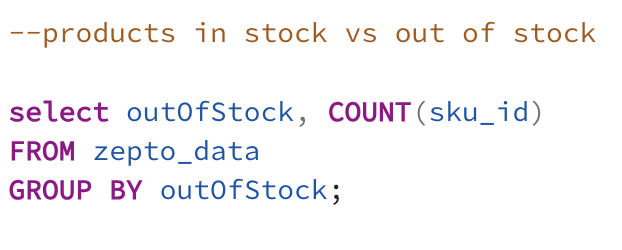 --products in stock vs out of stock
select outOfStock, COUNT(sku_id)
FROM zepto_data
GROUP BY outOfStock;